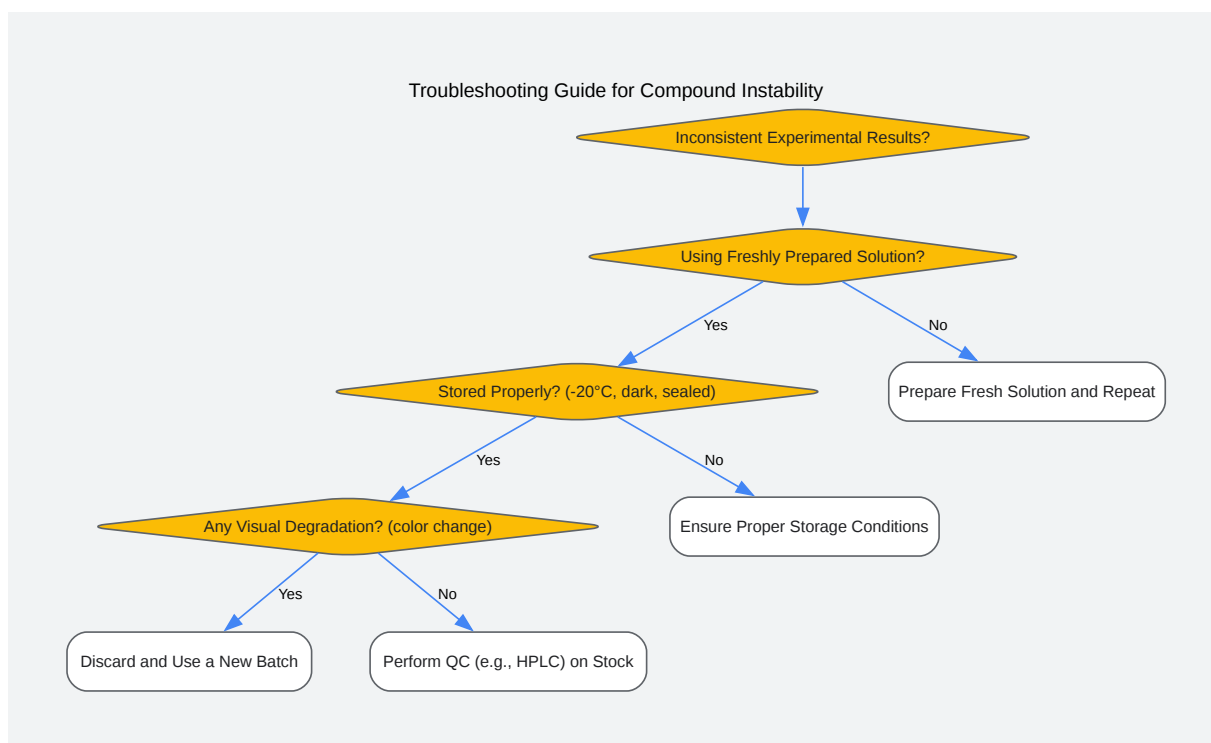 Troubleshooting Guide for Compound Instability
Inconsistent Experimental Results?
Using Freshly Prepared Solution?
Yes
No
Stored Properly? (-20°C, dark, sealed)
Prepare Fresh Solution and Repeat
Yes
No
Any Visual Degradation? (color change)
Ensure Proper Storage Conditions
Yes
No
Discard and Use a New Batch
Perform QC (e.g., HPLC) on Stock